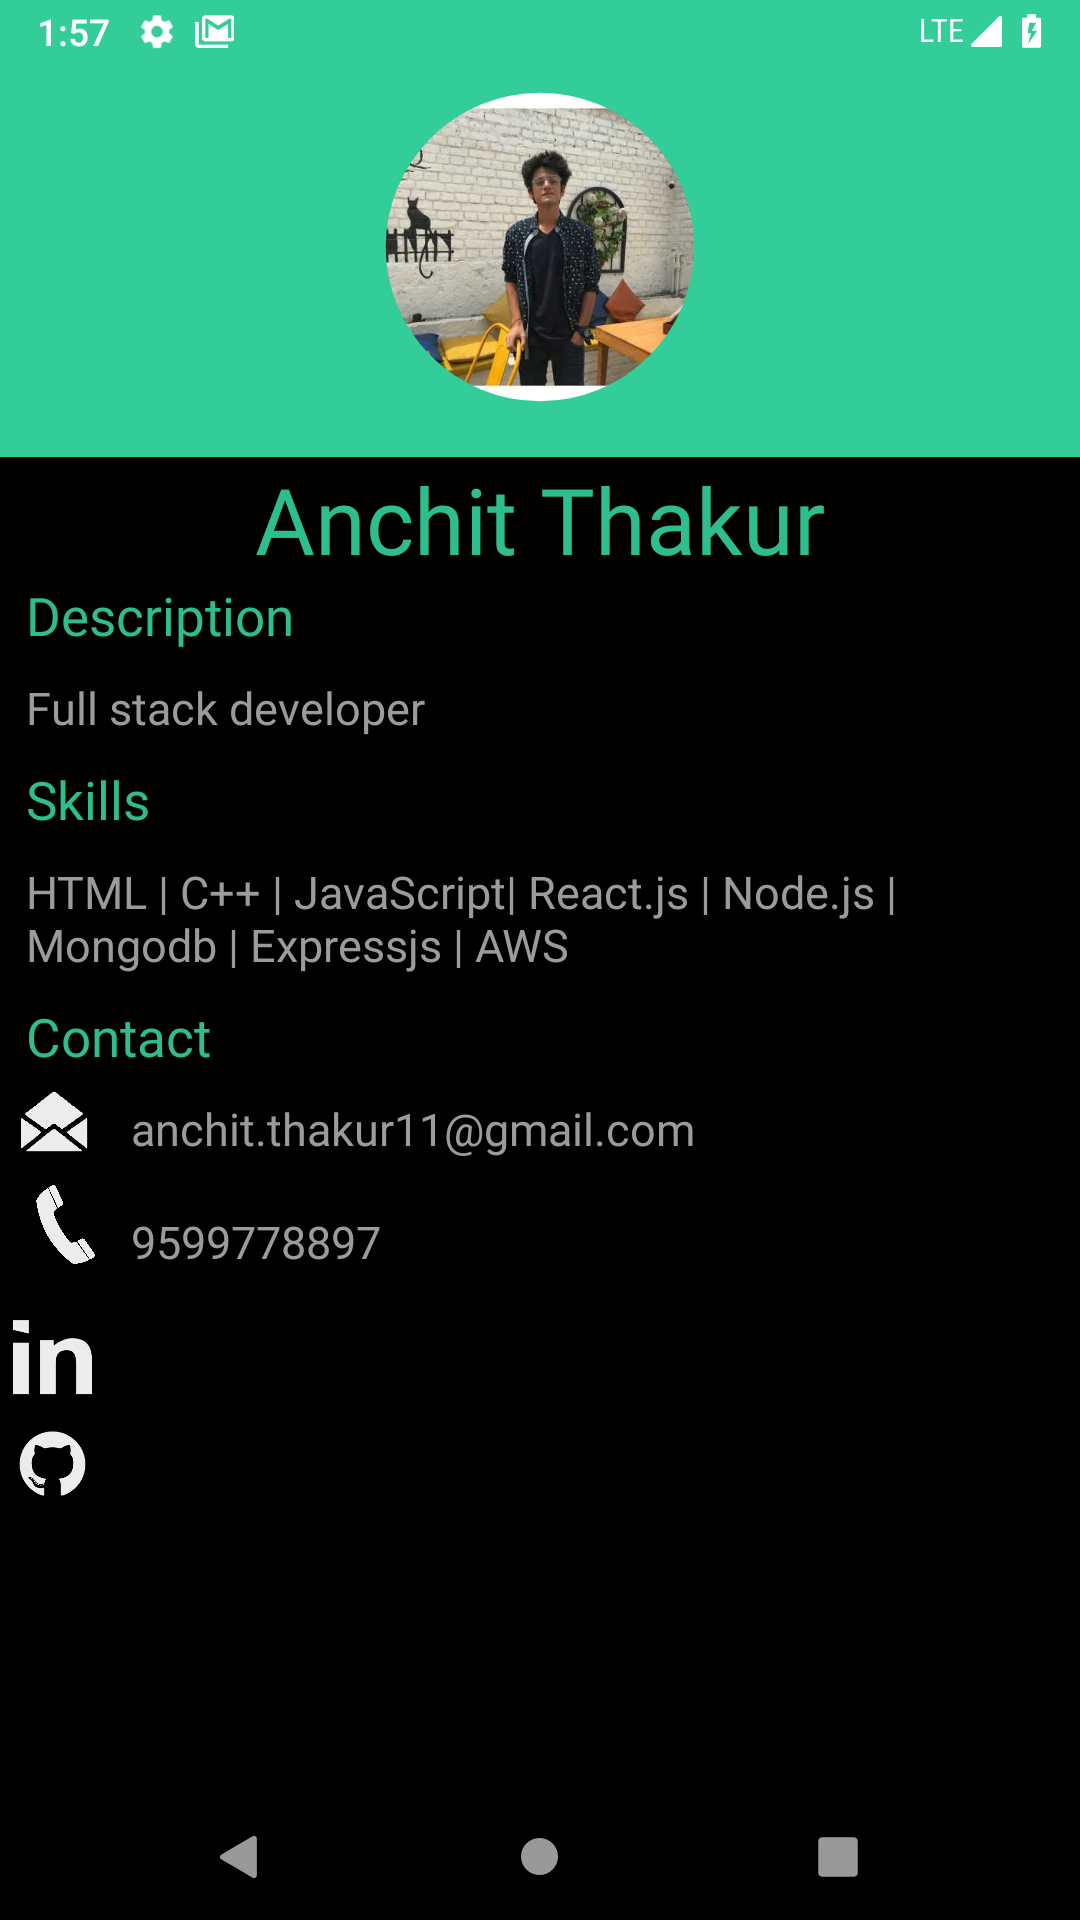 1:57 LTE
Anchit Thakur
Description
Full stack developer
Skills
HTML | C++ | JavaScript| React.js | Node.js |
Mongodb | Expressjs | AWS
Contact
anchit.thakur11@gmail.com
9599778897
in